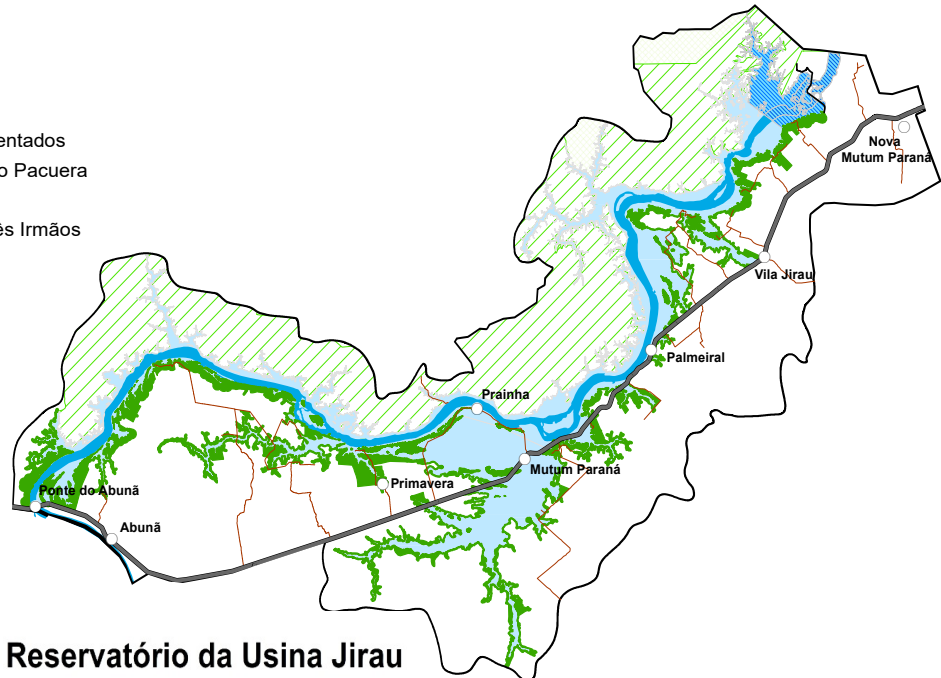 entados
o Pacuera
ês Irmãos
Nova
Mutum Paraná
Vila Jirau
Palmeiral
Prainha
Mutum Paraná
Primavera
Ponte do Abunã
Abunã
Reservatório da Usina Jirau